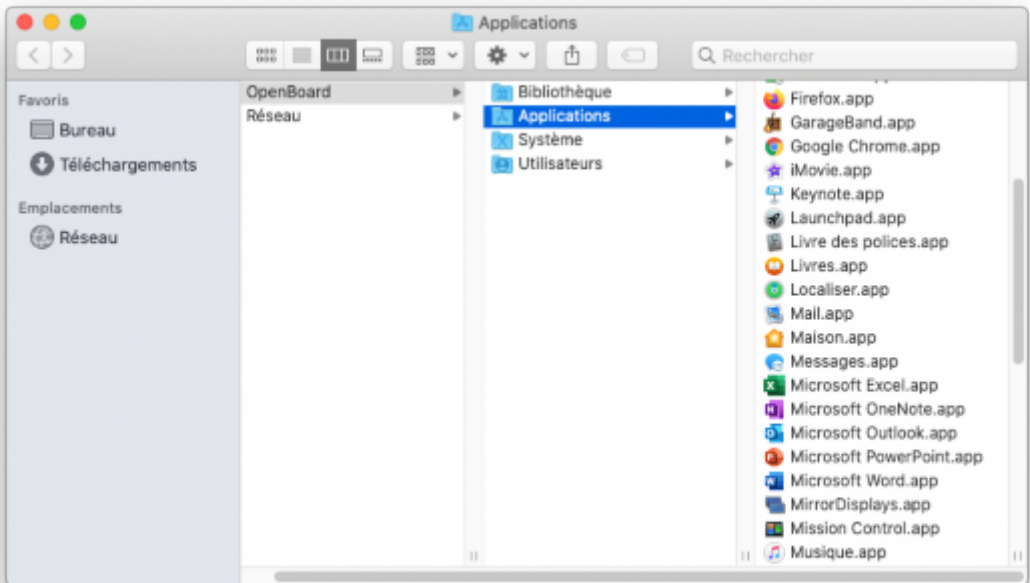 Applications
Rechercher
Favoris
Bureau
Téléchargements
Emplacements
Réseau
OpenBoard
Réseau
Bibliothèque
Applications
Système
Utilisateurs
Firefox.app
GarageBand.app
Google Chrome.app
iMovie.app
Keynote.app
Launchpad.app
Livre des polices.app
Livres.app
Localiser.app
Mail.app
Maison.app
Messages.app
Microsoft Excel.app
Microsoft OneNote.app
Microsoft Outlook.app
Microsoft PowerPoint.app
Microsoft Word.app
MirrorDisplays.app
Mission Control.app
Musique.app